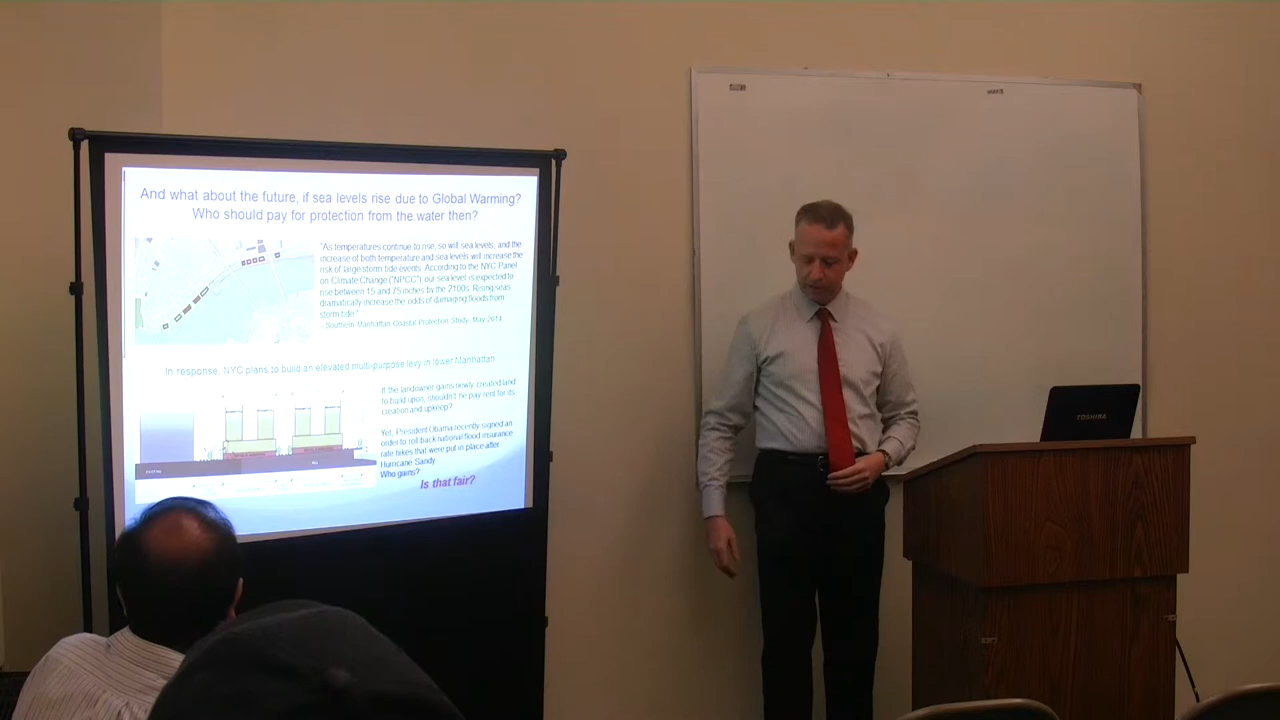 And what about the future, if sea levels rise due to Global Warming?
Who should pay for protection from the water then?
"As temperatures continue to rise, so will sea levels, and the
increase of both temperature and sea levels will increase the
risk of large storm tide events. According to the NYC Panel
on Climate Change ("NPCC"), our sea level is expected to
rise between 15 and 75 inches by the 2100s. Rising seas
dramatically increase the odds of damaging floods from
storm tide."
- Southern Manhattan Coastal Protection Study, May 2014
In response, NYC plans to build an elevated multi-purpose levy in lower Manhattan
If the landowner gains newly created land
to build upon, shouldn't he pay rent for its
creation and upkeep?
Yet, President Obama recently signed an
order to roll back national flood insurance
rate hikes that were put in place after
Hurricane Sandy.
Who gains?
Is that fair?
TOSHIBA